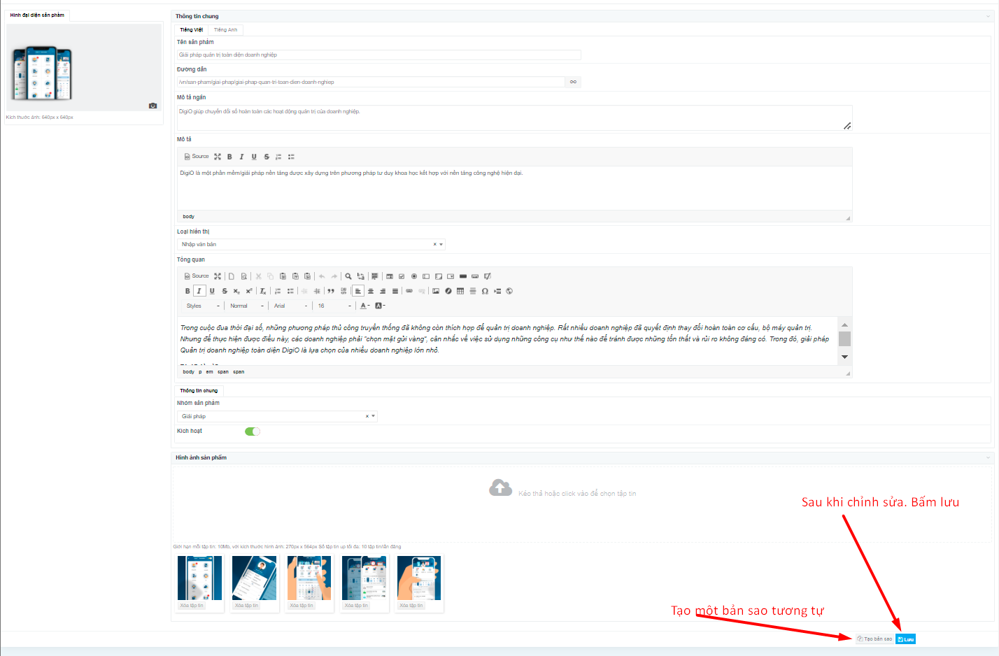 Hình đại diện sản phẩm
Kích thước ảnh: 640px x 640px
Thông tin chung
Tiếng Việt
Tiếng Anh
Tên sản phẩm
Giải pháp quản trị toàn diện doanh nghiệp
Đường dẫn
/vn/san-pham/giai-phap/giai-phap-quan-tri-toan-dien-doanh-nghiep
Mô tả ngắn
DigiO giúp chuyển đổi số hoàn toàn các hoạt động quản trị của doanh nghiệp.
Mô tả
Source
DigiO là một phần mềm/giải pháp nền tảng được xây dựng trên phương pháp tư duy khoa học kết hợp với nền tảng công nghệ hiện đại.
body
Loại hiển thị
Nhập văn bản
Tổng quan
Source
Styles Normal Arial 16
Trong cuộc đua thời đại số, những phương pháp thủ công truyền thống đã không còn thích hợp để quản trị doanh nghiệp. Rất nhiều doanh nghiệp đã quyết định thay đổi hoàn toàn cơ cấu, bộ máy quản trị.
Nhưng để thực hiện được điều này, các doanh nghiệp phải "chọn mặt gửi vàng", cân nhắc về việc sử dụng những công cụ như thế nào để tránh được những tổn thất và rủi ro không đáng có. Trong đó, giải pháp
Quản trị doanh nghiệp toàn diện DigiO là lựa chọn của nhiều doanh nghiệp lớn nhỏ.
body p em span span
Thông tin chung
Nhóm sản phẩm
Giải pháp
Kích hoạt
Hình ảnh sản phẩm
Kéo thả hoặc click vào để chọn tập tin
Giới hạn mỗi tập tin: 10Mb, với kích thước hình ảnh: 270px x 564px Số tập tin up tối đa: 10 tập tin/lần đăng
Xóa tập tin
Xóa tập tin
Xóa tập tin
Xóa tập tin
Xóa tập tin
Sau khi chỉnh sửa. Bấm lưu
Tạo một bản sao tương tự
Tạo bản sao
Lưu